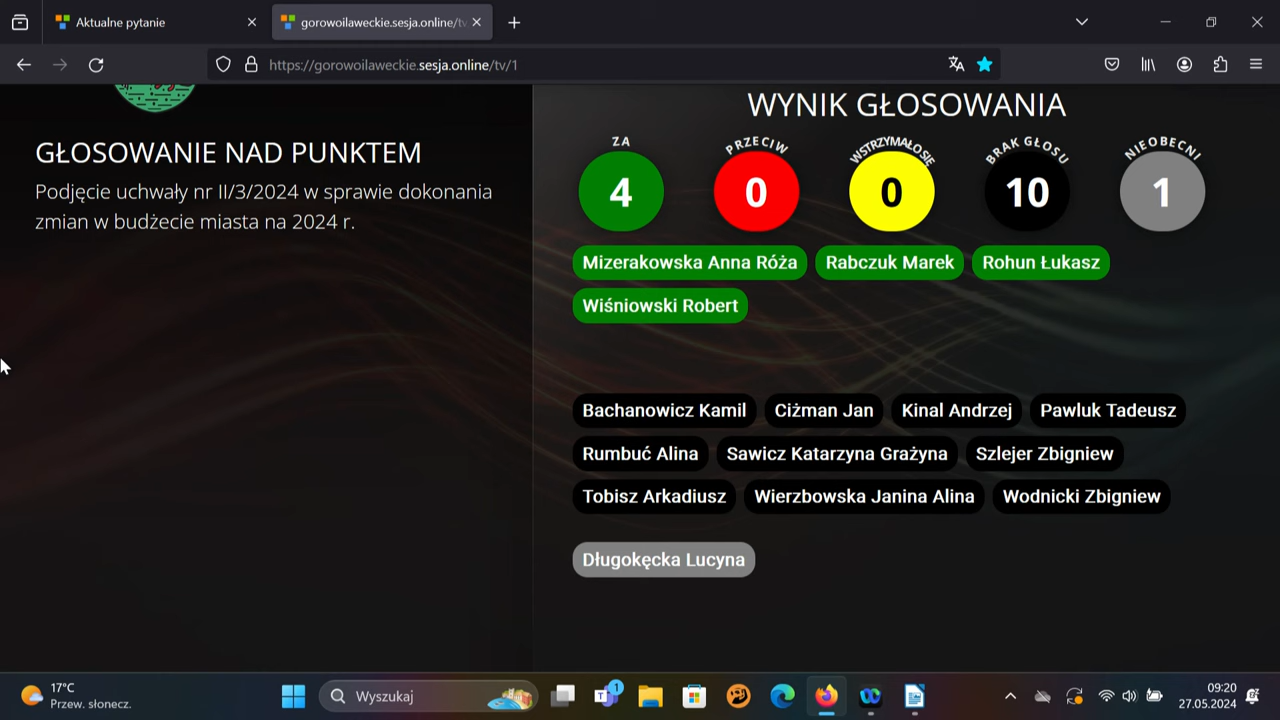 Aktualne pytanie
gorowoilaweckie.sesja.online/tv
https://gorowoilaweckie.sesja.online/tv/1
WYNIK GŁOSOWANIA
GŁOSOWANIE NAD PUNKTEM
Podjęcie uchwały nr II/3/2024 w sprawie dokonania
zmian w budżecie miasta na 2024 r.
ZA PRZECIW WSTRZYMAŁO SIĘ BRAK GŁOSU NIEOBECNI
4 0 0 10 1
Mizerakowska Anna Róża Rabczuk Marek Rohun Łukasz
Wiśniowski Robert
Bachanowicz Kamil Ciżman Jan Kinal Andrzej Pawluk Tadeusz
Rumbuć Alina Sawicz Katarzyna Grażyna Szlejer Zbigniew
Tobisz Arkadiusz Wierzbowska Janina Alina Wodnicki Zbigniew
Długokęcka Lucyna
17°C
Przew. słonecz.
Wyszukaj
1
09:20
27.05.2024